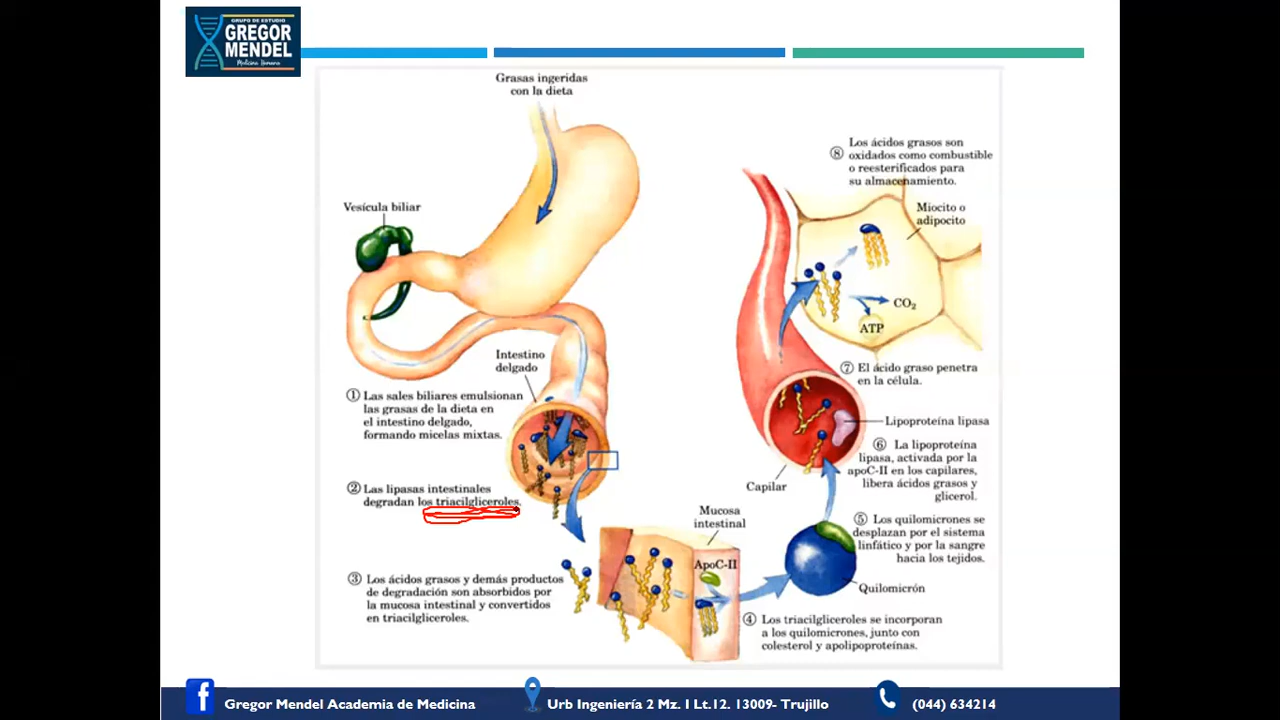 GRUPO DE ESTUDIO
GREGOR
MENDEL
Medicina Humana
Grasas ingeridas
con la dieta
Vesícula biliar
Intestino
delgado
① Las sales biliares emulsionan
las grasas de la dieta en
el intestino delgado,
formando micelas mixtas.
② Las lipasas intestinales
degradan los triacilgliceroles.
③ Los ácidos grasos y demás productos
de degradación son absorbidos por
la mucosa intestinal y convertidos
en triacilgliceroles.
Mucosa
intestinal
ApoC-II
④ Los triacilgliceroles se incorporan
a los quilomicrones, junto con
colesterol y apolipoproteínas.
Quilomicrón
⑤ Los quilomicrones se
desplazan por el sistema
linfático y por la sangre
hacia los tejidos.
Capilar
⑥ La lipoproteína
lipasa, activada por la
apoC-II en los capilares,
libera ácidos grasos y
glicerol.
Lipoproteína lipasa
⑦ El ácido graso penetra
en la célula.
⑧ Los ácidos grasos son
oxidados como combustible
o reesterificados para
su almacenamiento.
Miocito o
adipocito
CO₂
ATP
f Gregor Mendel Academia de Medicina
Urb Ingeniería 2 Mz. I Lt.12. 13009- Trujillo
(044) 634214